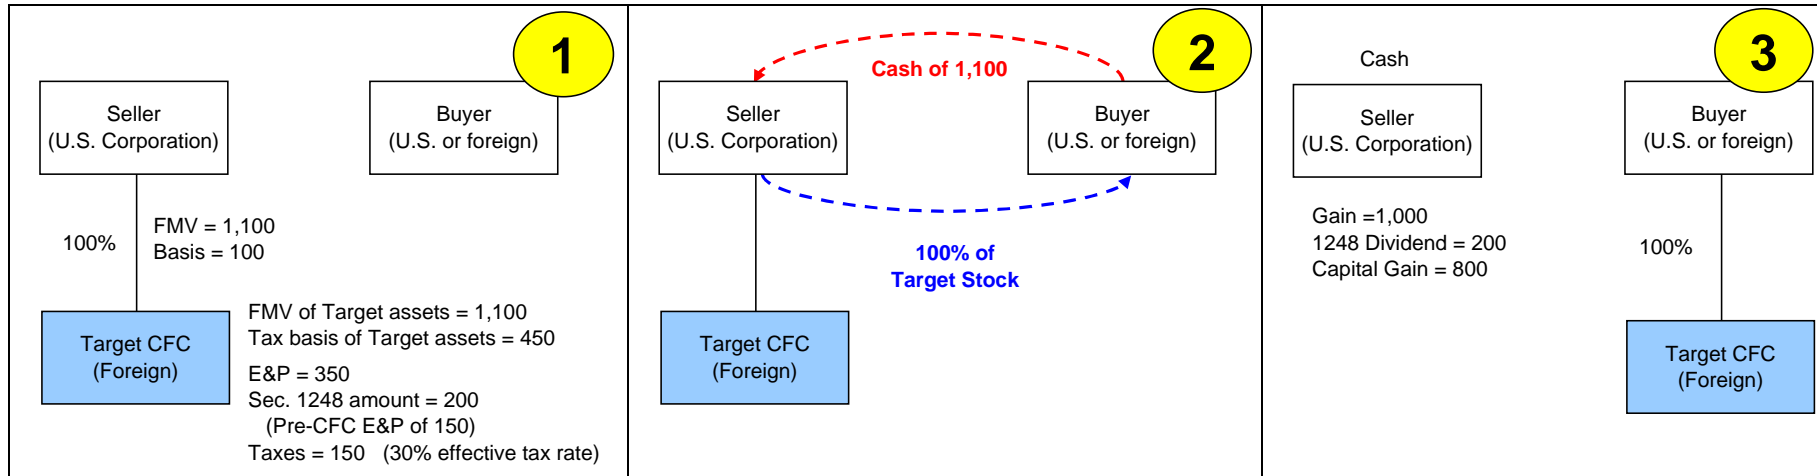 1
Seller
(U.S. Corporation)
Buyer
(U.S. or foreign)
100%
FMV = 1,100
Basis = 100
Target CFC
(Foreign)
FMV of Target assets = 1,100
Tax basis of Target assets = 450
E&P = 350
Sec. 1248 amount = 200
(Pre-CFC E&P of 150)
Taxes = 150   (30% effective tax rate)
2
Cash of 1,100
Seller
(U.S. Corporation)
Buyer
(U.S. or foreign)
100% of
Target Stock
Target CFC
(Foreign)
3
Cash
Seller
(U.S. Corporation)
Buyer
(U.S. or foreign)
Gain =1,000
1248 Dividend = 200
Capital Gain = 800
100%
Target CFC
(Foreign)